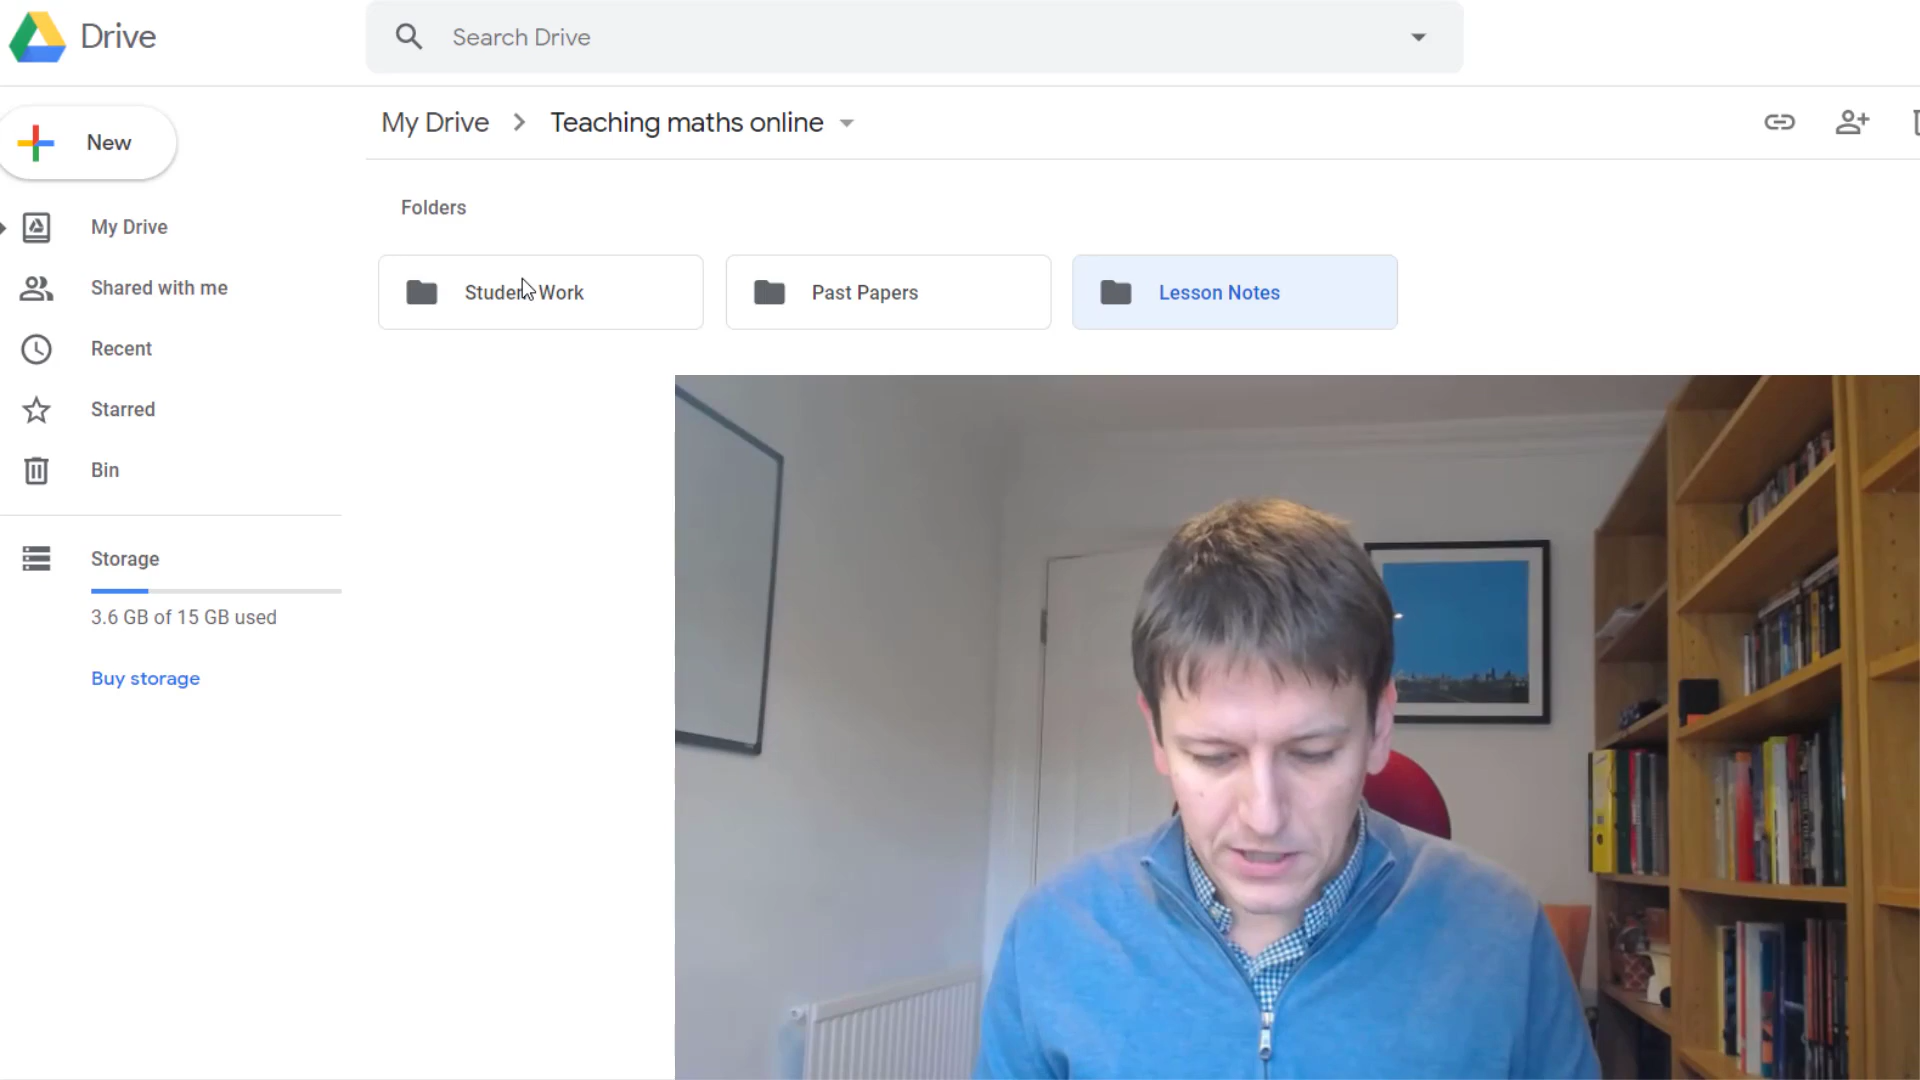 Drive
Search Drive
New
My Drive > Teaching maths online
My Drive
Shared with me
Recent
Starred
Bin
Storage
3.6 GB of 15 GB used
Buy storage
Folders
Student Work
Past Papers
Lesson Notes